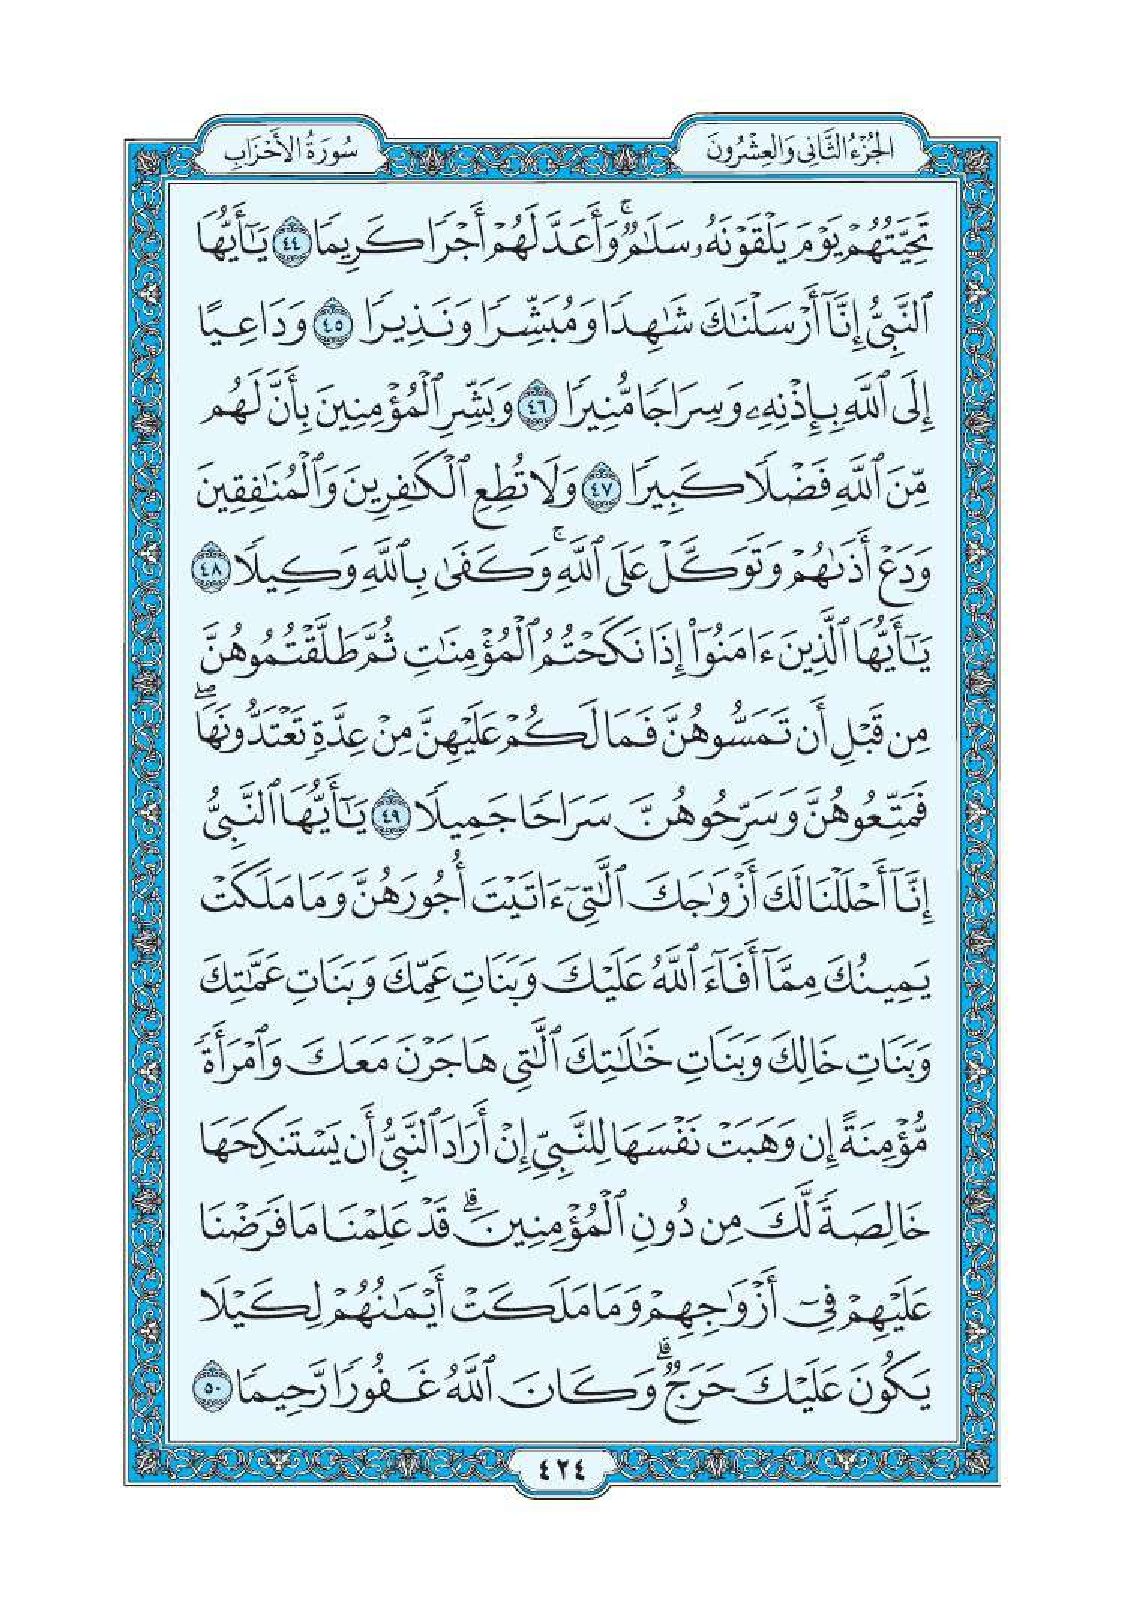 الجُزْءُ الثَّانِي وَالعِشْرُونَ
سُورَةُ الأَحْزَابِ
تَحِيَّتُهُمْ يَوْمَ يَلْقَوْنَهُۥ سَلَٰمٌۚ وَأَعَدَّ لَهُمْ أَجْرًا كَرِيمًا ٤٤ يَٰٓأَيُّهَا
ٱلنَّبِىُّ إِنَّآ أَرْسَلْنَٰكَ شَٰهِدًا وَمُبَشِّرًا وَنَذِيرًا ٤٥ وَدَاعِيًا
إِلَى ٱللَّهِ بِإِذْنِهِۦ وَسِرَاجًا مُّنِيرًا ٤٦ وَبَشِّرِ ٱلْمُؤْمِنِينَ بِأَنَّ لَهُم
مِّنَ ٱللَّهِ فَضْلًا كَبِيرًا ٤٧ وَلَا تُطِعِ ٱلْكَٰفِرِينَ وَٱلْمُنَٰفِقِينَ
وَدَعْ أَذَىٰهُمْ وَتَوَكَّلْ عَلَى ٱللَّهِۚ وَكَفَىٰ بِٱللَّهِ وَكِيلًا ٤٨
يَٰٓأَيُّهَا ٱلَّذِينَ ءَامَنُوٓا۟ إِذَا نَكَحْتُمُ ٱلْمُؤْمِنَٰتِ ثُمَّ طَلَّقْتُمُوهُنَّ
مِن قَبْلِ أَن تَمَسُّوهُنَّ فَمَا لَكُمْ عَلَيْهِنَّ مِنْ عِدَّةٍ تَعْتَدُّونَهَاۖ
فَمَتِّعُوهُنَّ وَسَرِّحُوهُنَّ سَرَاحًا جَمِيلًا ٤٩ يَٰٓأَيُّهَا ٱلنَّبِىُّ
إِنَّآ أَحْلَلْنَا لَكَ أَزْوَٰجَكَ ٱلَّٰتِىٓ ءَاتَيْتَ أُجُورَهُنَّ وَمَا مَلَكَتْ
يَمِينُكَ مِمَّآ أَفَآءَ ٱللَّهُ عَلَيْكَ وَبَنَاتِ عَمِّكَ وَبَنَاتِ عَمَّٰتِكَ
وَبَنَاتِ خَالِكَ وَبَنَاتِ خَٰلَٰتِكَ ٱلَّٰتِى هَاجَرْنَ مَعَكَ وَٱمْرَأَةً
مُّؤْمِنَةً إِن وَهَبَتْ نَفْسَهَا لِلنَّبِىِّ إِنْ أَرَادَ ٱلنَّبِىُّ أَن يَسْتَنكِحَهَا
خَالِصَةً لَّكَ مِن دُونِ ٱلْمُؤْمِنِينَۗ قَدْ عَلِمْنَا مَا فَرَضْنَا
عَلَيْهِمْ فِىٓ أَزْوَٰجِهِمْ وَمَا مَلَكَتْ أَيْمَٰنُهُمْ لِكَيْلَا
يَكُونَ عَلَيْكَ حَرَجٌۗ وَكَانَ ٱللَّهُ غَفُورًا رَّحِيمًا ٥٠
٤٢٤